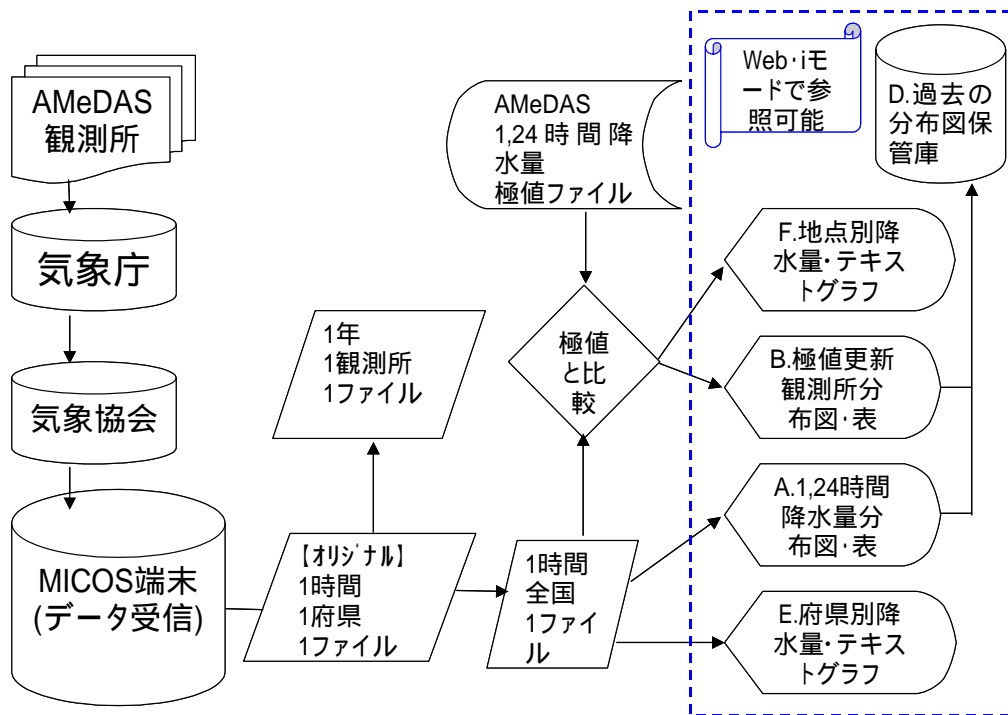 AMeDAS
観測所
気象庁
気象協会
MICOS端末
(データ受信)
1年
1観測所
1ファイル
【オリジナル】
1時間
1府県
1ファイル
AMeDAS
1,24時間降
水量
極値ファイル
極値
と比
較
1時間
全国
1ファイ
ル
Web・iモ
ードで参
照可能
D.過去の
分布図保
管庫
F.地点別降
水量・テキス
トグラフ
B.極値更新
観測所分
布図・表
A.1,24時間
降水量分
布図・表
E.府県別降
水量・テキス
トグラフ